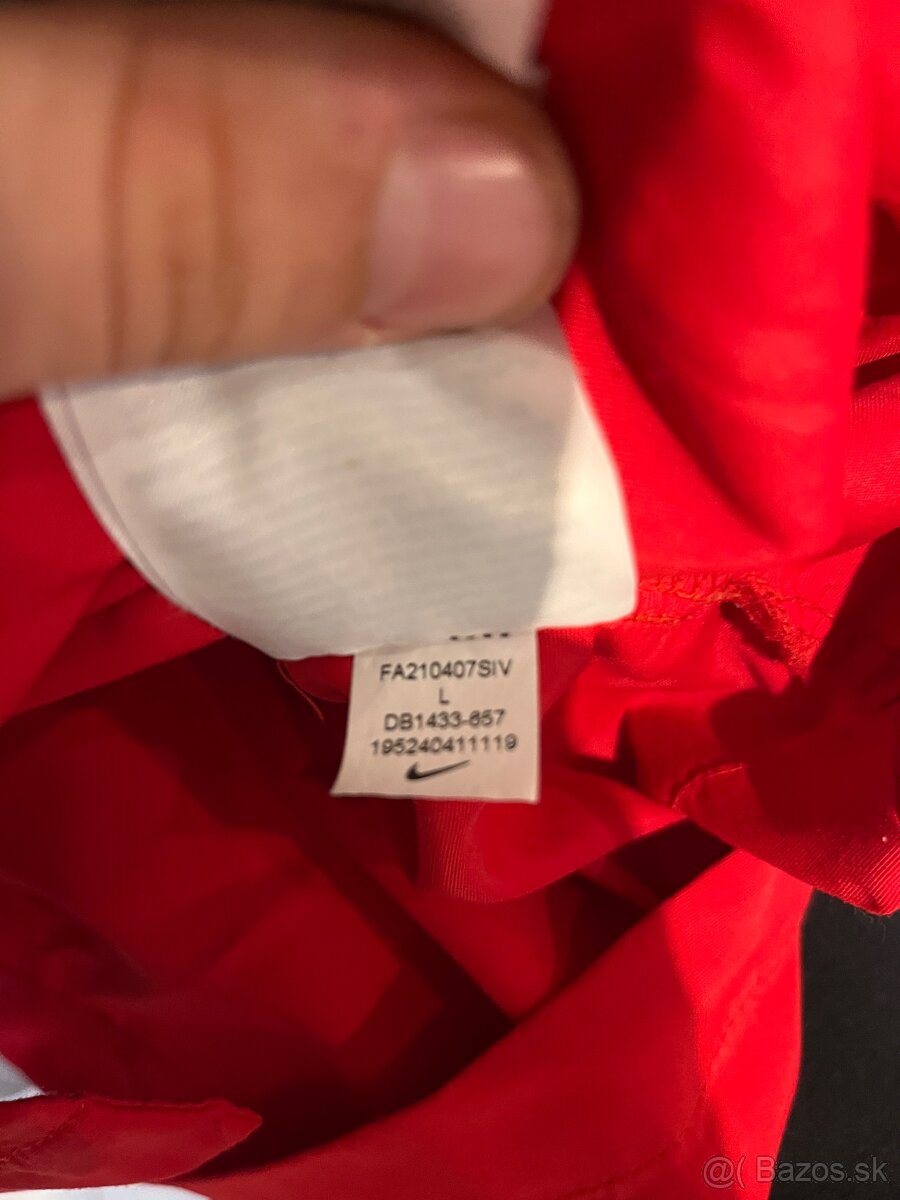 FA210407SIV
L
DB1433-657
195240411119
@( Bazos.sk